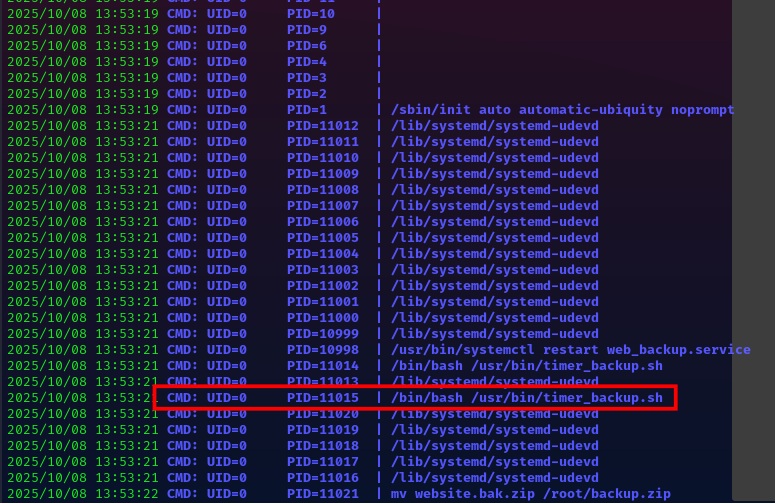 2025/10/08 13:53:19 CMD: UID=0 PID=11 |
2025/10/08 13:53:19 CMD: UID=0 PID=10 |
2025/10/08 13:53:19 CMD: UID=0 PID=9 |
2025/10/08 13:53:19 CMD: UID=0 PID=6 |
2025/10/08 13:53:19 CMD: UID=0 PID=4 |
2025/10/08 13:53:19 CMD: UID=0 PID=3 |
2025/10/08 13:53:19 CMD: UID=0 PID=2 |
2025/10/08 13:53:19 CMD: UID=0 PID=1 | /sbin/init auto automatic-ubiquity noprompt
2025/10/08 13:53:21 CMD: UID=0 PID=11012 | /lib/systemd/systemd-udevd
2025/10/08 13:53:21 CMD: UID=0 PID=11011 | /lib/systemd/systemd-udevd
2025/10/08 13:53:21 CMD: UID=0 PID=11010 | /lib/systemd/systemd-udevd
2025/10/08 13:53:21 CMD: UID=0 PID=11009 | /lib/systemd/systemd-udevd
2025/10/08 13:53:21 CMD: UID=0 PID=11008 | /lib/systemd/systemd-udevd
2025/10/08 13:53:21 CMD: UID=0 PID=11007 | /lib/systemd/systemd-udevd
2025/10/08 13:53:21 CMD: UID=0 PID=11006 | /lib/systemd/systemd-udevd
2025/10/08 13:53:21 CMD: UID=0 PID=11005 | /lib/systemd/systemd-udevd
2025/10/08 13:53:21 CMD: UID=0 PID=11004 | /lib/systemd/systemd-udevd
2025/10/08 13:53:21 CMD: UID=0 PID=11003 | /lib/systemd/systemd-udevd
2025/10/08 13:53:21 CMD: UID=0 PID=11002 | /lib/systemd/systemd-udevd
2025/10/08 13:53:21 CMD: UID=0 PID=11001 | /lib/systemd/systemd-udevd
2025/10/08 13:53:21 CMD: UID=0 PID=11000 | /lib/systemd/systemd-udevd
2025/10/08 13:53:21 CMD: UID=0 PID=10999 | /lib/systemd/systemd-udevd
2025/10/08 13:53:21 CMD: UID=0 PID=10998 | /usr/bin/systemctl restart web_backup.service
2025/10/08 13:53:21 CMD: UID=0 PID=11014 | /bin/bash /usr/bin/timer_backup.sh
2025/10/08 13:53:21 CMD: UID=0 PID=11013 | /lib/systemd/systemd-udevd
2025/10/08 13:53:21 CMD: UID=0 PID=11015 | /bin/bash /usr/bin/timer_backup.sh
2025/10/08 13:53:21 CMD: UID=0 PID=11020 | /lib/systemd/systemd-udevd
2025/10/08 13:53:21 CMD: UID=0 PID=11019 | /lib/systemd/systemd-udevd
2025/10/08 13:53:21 CMD: UID=0 PID=11018 | /lib/systemd/systemd-udevd
2025/10/08 13:53:21 CMD: UID=0 PID=11017 | /lib/systemd/systemd-udevd
2025/10/08 13:53:21 CMD: UID=0 PID=11016 | /lib/systemd/systemd-udevd
2025/10/08 13:53:22 CMD: UID=0 PID=11021 | mv website.bak.zip /root/backup.zip